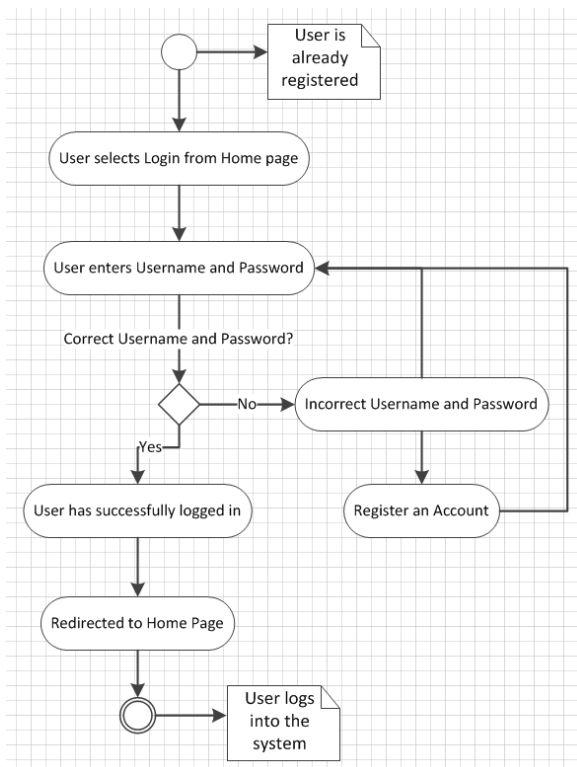 User is
already
registered
User selects Login from Home page
User enters Username and Password
Correct Username and Password?
No
Incorrect Username and Password
Yes
User has successfully logged in
Register an Account
Redirected to Home Page
User logs
into the
system